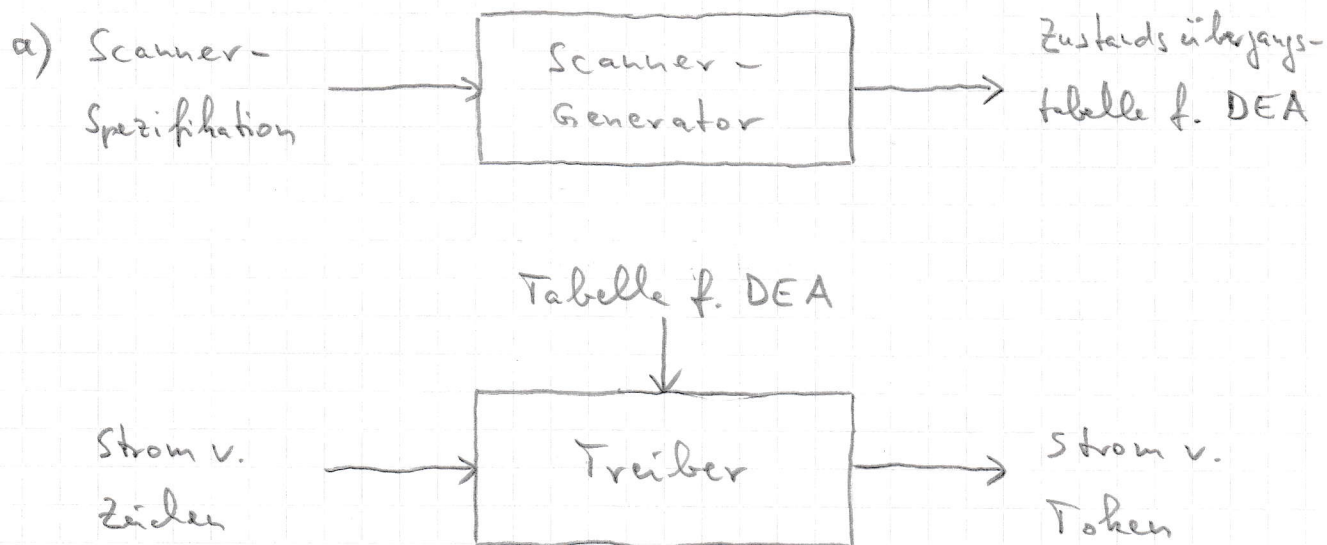 a) Scanner-
Spezifikation
Scanner-
Generator
Zustandsübergangs-
tabelle f. DEA
Tabelle f. DEA
Strom v.
Zeichen
Treiber
Strom v.
Token